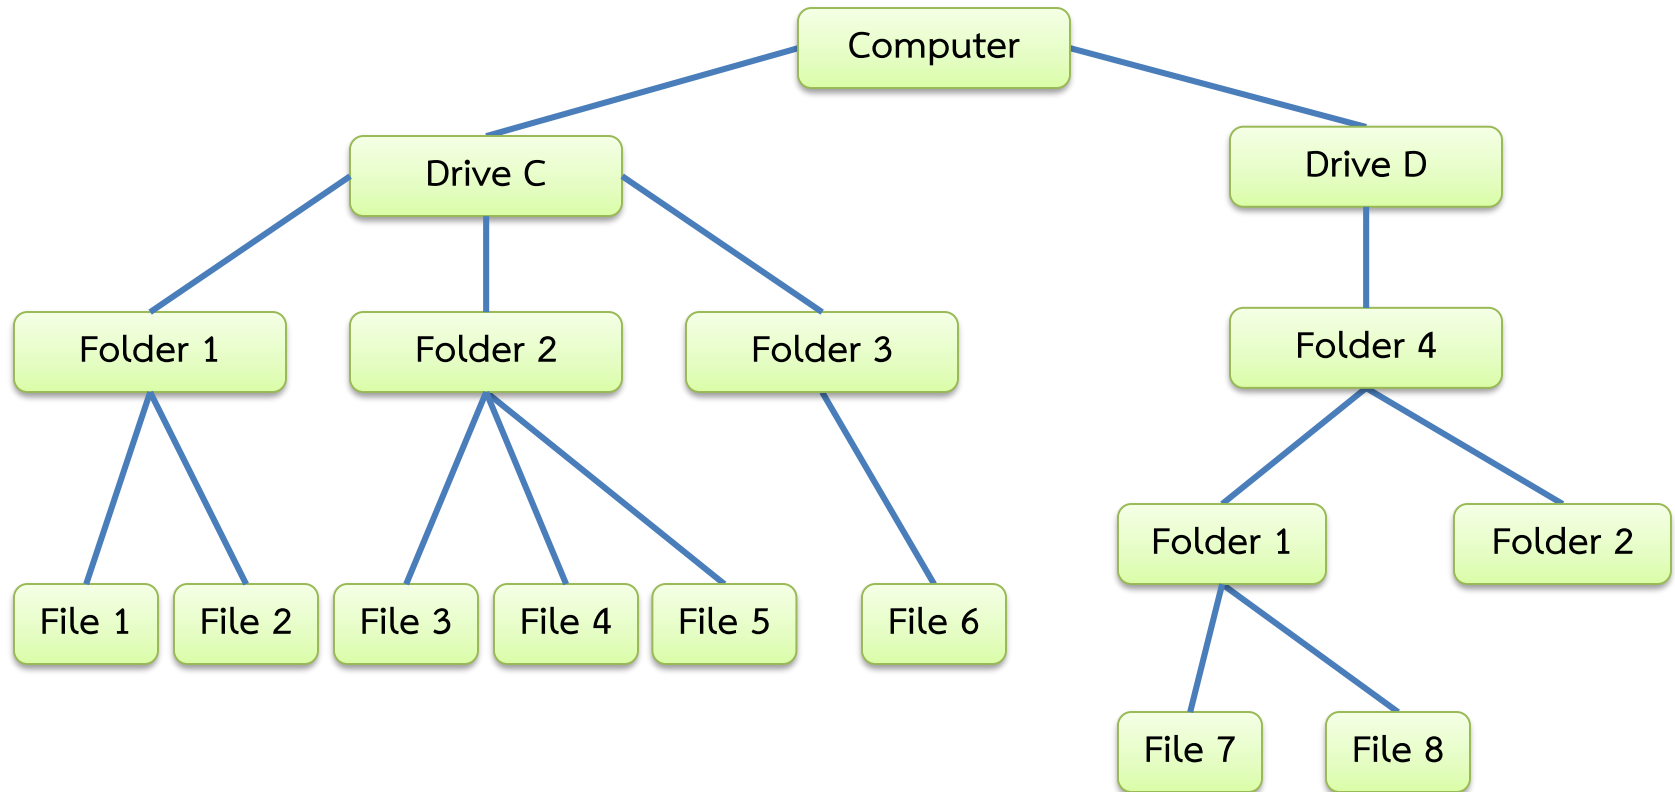 Computer
Drive C
Drive D
Folder 1
Folder 2
Folder 3
Folder 4
Folder 1
Folder 2
File 1
File 2
File 3
File 4
File 5
File 6
File 7
File 8